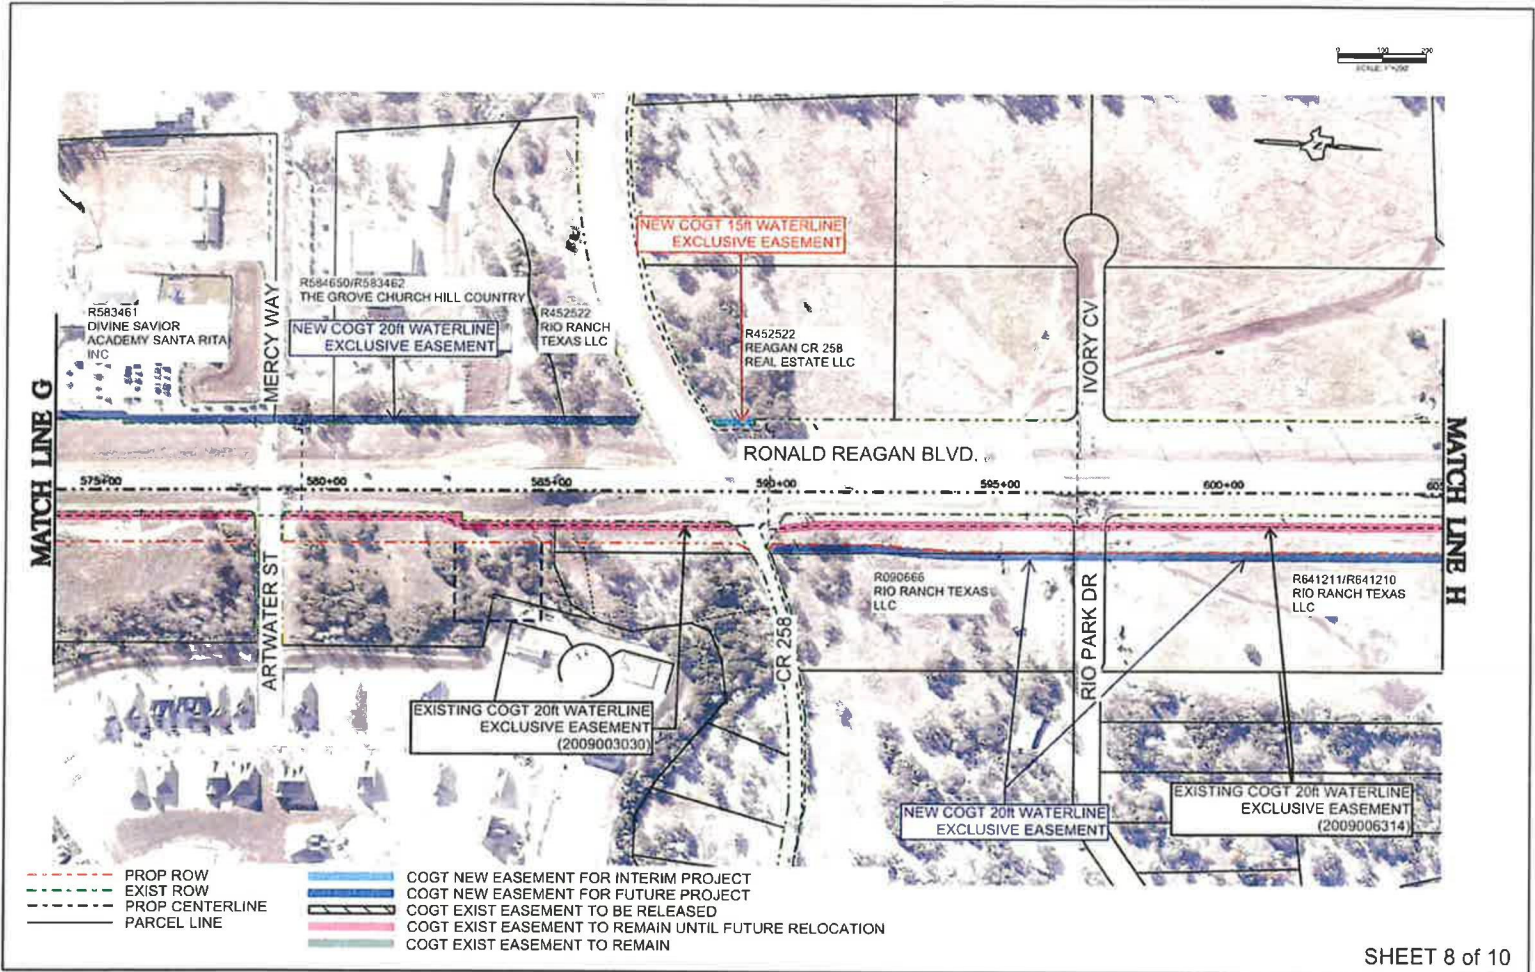 0 100 200
SCALE: 1"=200'
NEW COGT 15ft WATERLINE
EXCLUSIVE EASEMENT
R583461
DIVINE SAVIOR
ACADEMY SANTA RITA
INC
MERCY WAY
R584650/R583462
THE GROVE CHURCH HILL COUNTRY
NEW COGT 20ft WATERLINE
EXCLUSIVE EASEMENT
R452522
RIO RANCH
TEXAS LLC
R452522
REAGAN CR 258
REAL ESTATE LLC
IVORY CV
MATCH LINE G
RONALD REAGAN BLVD.
MATCH LINE H
575+00
580+00
585+00
590+00
595+00
600+00
ARTWATER ST
CR 258
R090666
RIO RANCH TEXAS
LLC
RIO PARK DR
R641211/R641210
RIO RANCH TEXAS
LLC
EXISTING COGT 20ft WATERLINE
EXCLUSIVE EASEMENT
(2009003030)
NEW COGT 20ft WATERLINE
EXCLUSIVE EASEMENT
EXISTING COGT 20ft WATERLINE
EXCLUSIVE EASEMENT
(2009006314)
PROP ROW
EXIST ROW
PROP CENTERLINE
PARCEL LINE
COGT NEW EASEMENT FOR INTERIM PROJECT
COGT NEW EASEMENT FOR FUTURE PROJECT
COGT EXIST EASEMENT TO BE RELEASED
COGT EXIST EASEMENT TO REMAIN UNTIL FUTURE RELOCATION
COGT EXIST EASEMENT TO REMAIN
SHEET 8 of 10